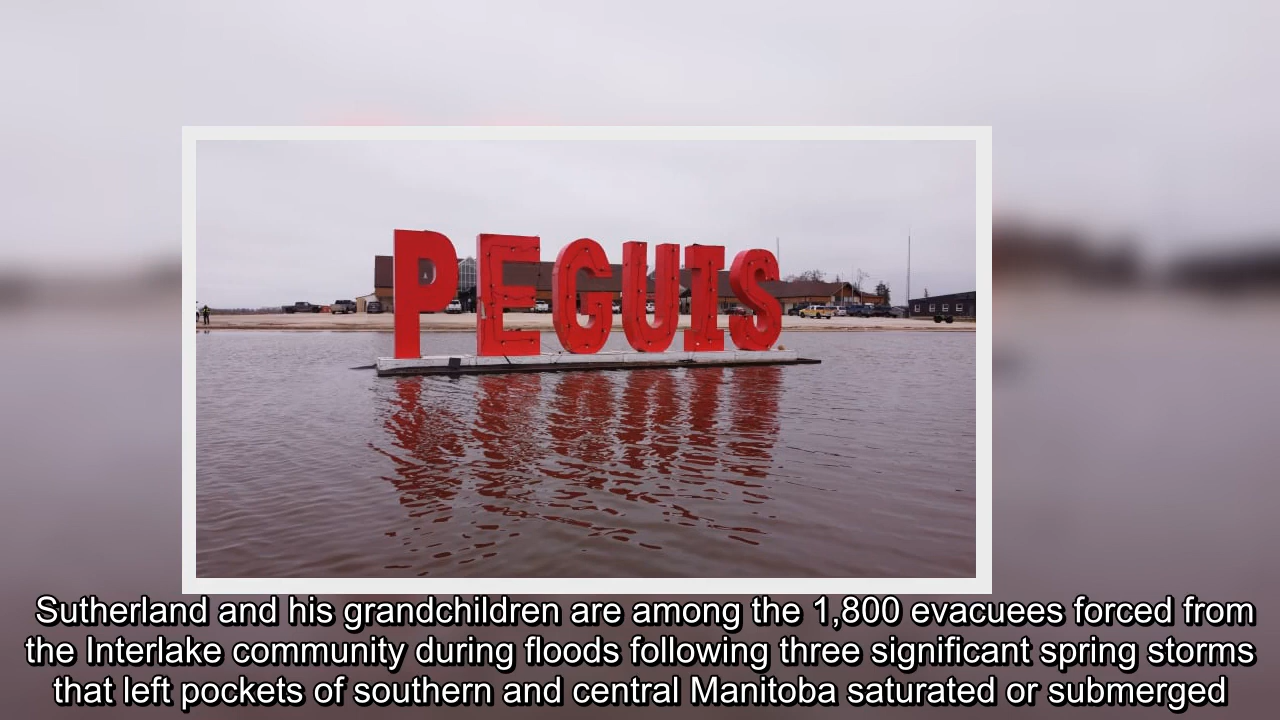 PEGUIS
Sutherland and his grandchildren are among the 1,800 evacuees forced from
the Interlake community during floods following three significant spring storms
that left pockets of southern and central Manitoba saturated or submerged